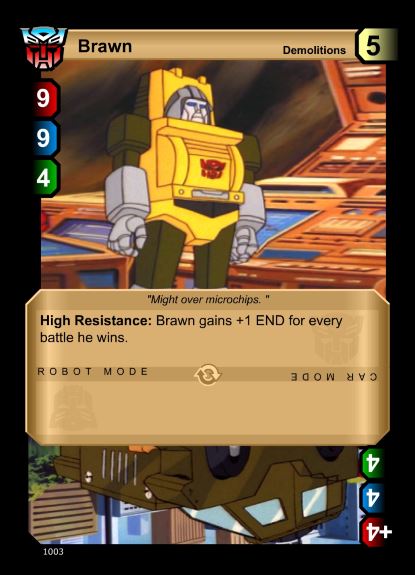 Brawn
Demolitions
5
9
9
4
"Might over microchips. "
High Resistance: Brawn gains +1 END for every
battle he wins.
ROBOT MODE
CAR MODE
4
4
+4
1003